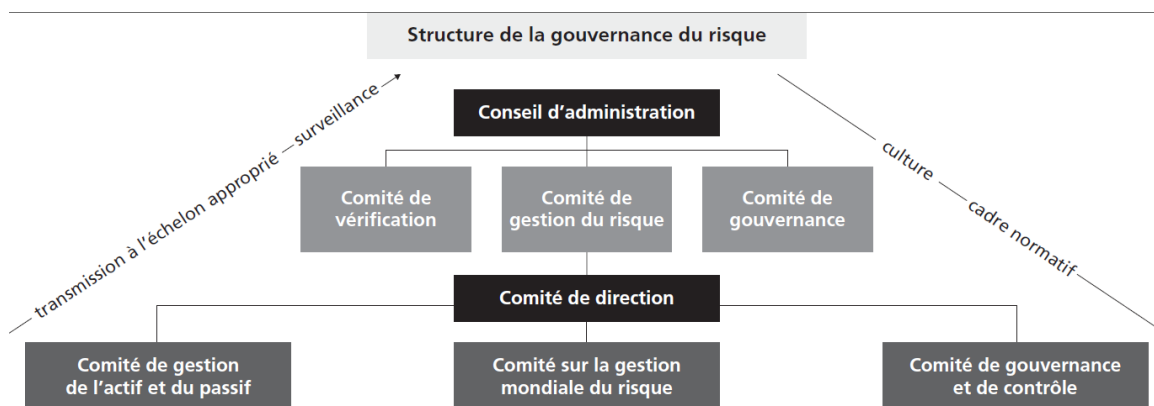 Structure de la gouvernance du risque
transmission à l'échelon approprié — surveillance
culture — cadre normatif
Conseil d'administration
Comité de
vérification
Comité de
gestion du risque
Comité de
gouvernance
Comité de direction
Comité de gestion
de l'actif et du passif
Comité sur la gestion
mondiale du risque
Comité de gouvernance
et de contrôle